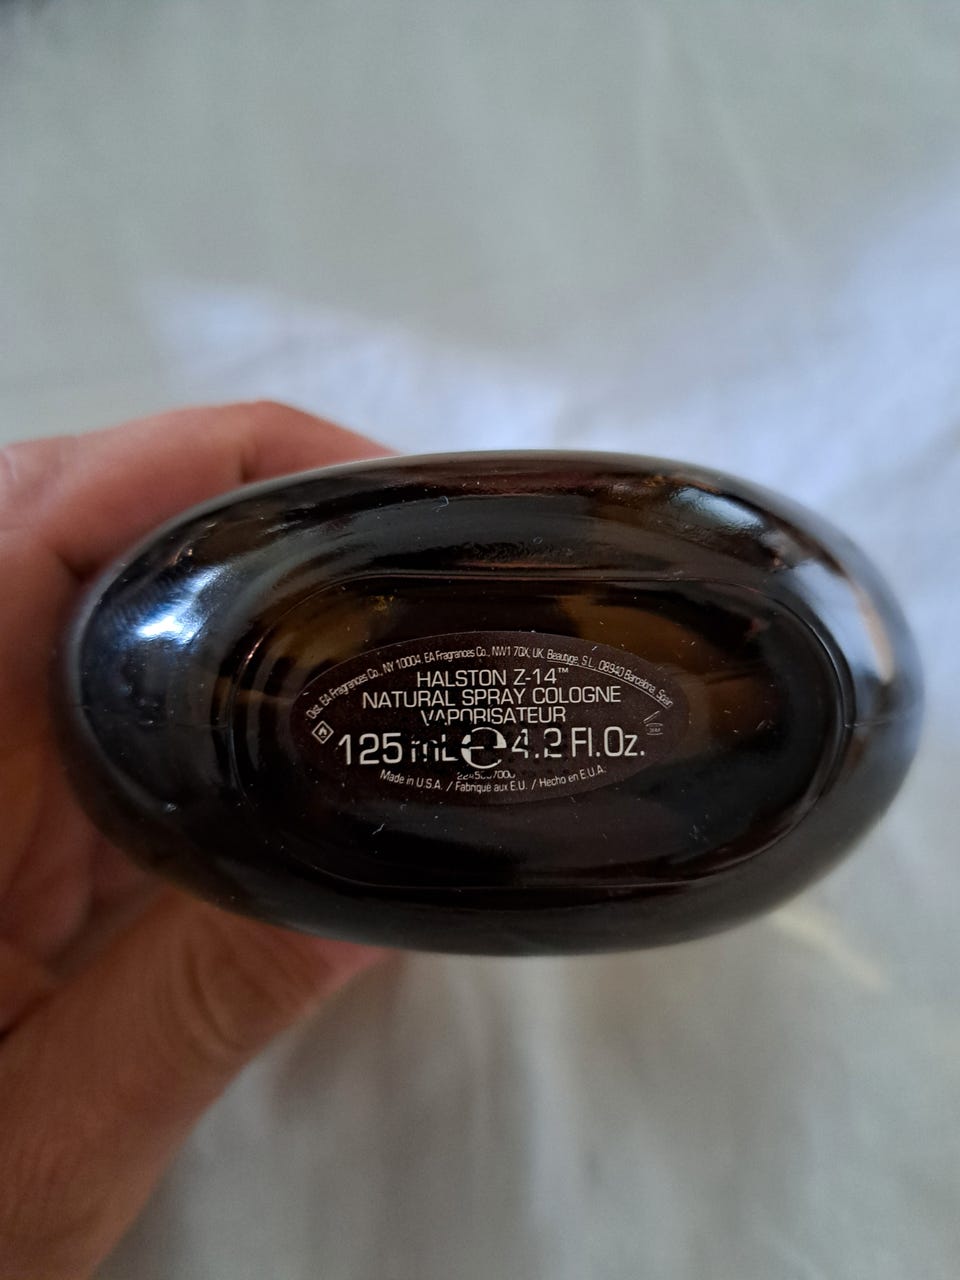 Dist. EA Fragrances Co., NY 10004. EA Fragrances Co., NW1 7QX, UK. Beautyge, S.L., 08940 Barcelona, Spain
HALSTON Z-14™
NATURAL SPRAY COLOGNE
VAPORISATEUR
125 mL e 4.2 Fl.Oz.
Made in U.S.A. / Fabriqué aux E.U. / Hecho en E.U.A.